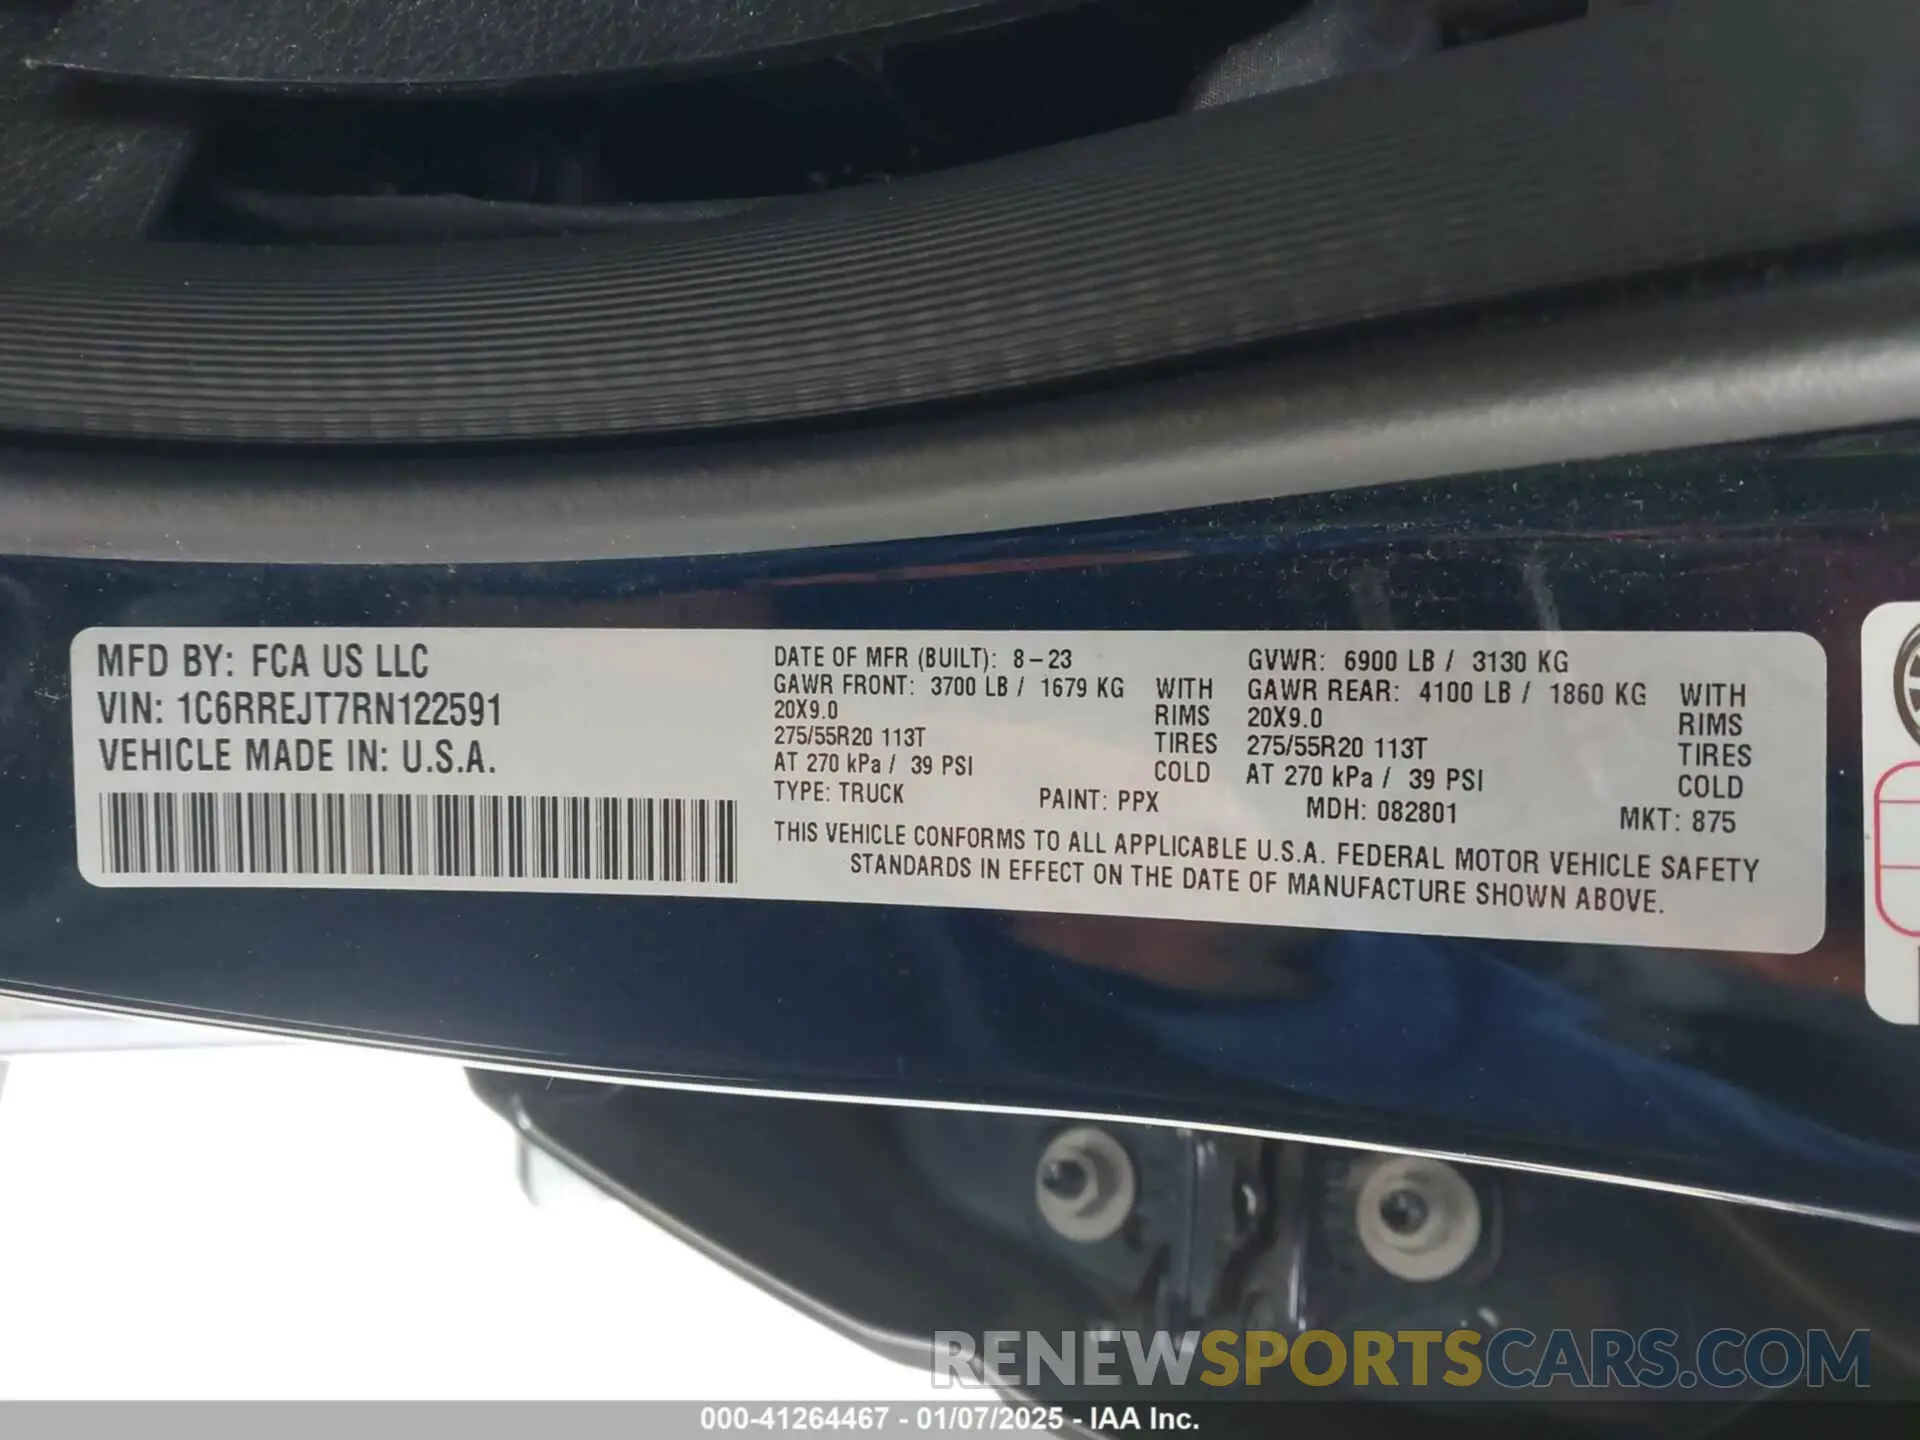 MFD BY: FCA US LLC
VIN: 1C6RREJT7RN122591
VEHICLE MADE IN: U.S.A.
DATE OF MFR (BUILT): 8-23
GAWR FRONT: 3700 LB / 1679 KG WITH
20X9.0 RIMS
275/55R20 113T TIRES
AT 270 kPa / 39 PSI COLD
GVWR: 6900 LB / 3130 KG
GAWR REAR: 4100 LB / 1860 KG WITH
20X9.0 RIMS
275/55R20 113T TIRES
AT 270 kPa / 39 PSI COLD
TYPE: TRUCK PAINT: PPX MDH: 082801 MKT: 875
THIS VEHICLE CONFORMS TO ALL APPLICABLE U.S.A. FEDERAL MOTOR VEHICLE SAFETY
STANDARDS IN EFFECT ON THE DATE OF MANUFACTURE SHOWN ABOVE.
RENEWSPORTSCARS.COM
000-41264467 - 01/07/2025 - IAA Inc.